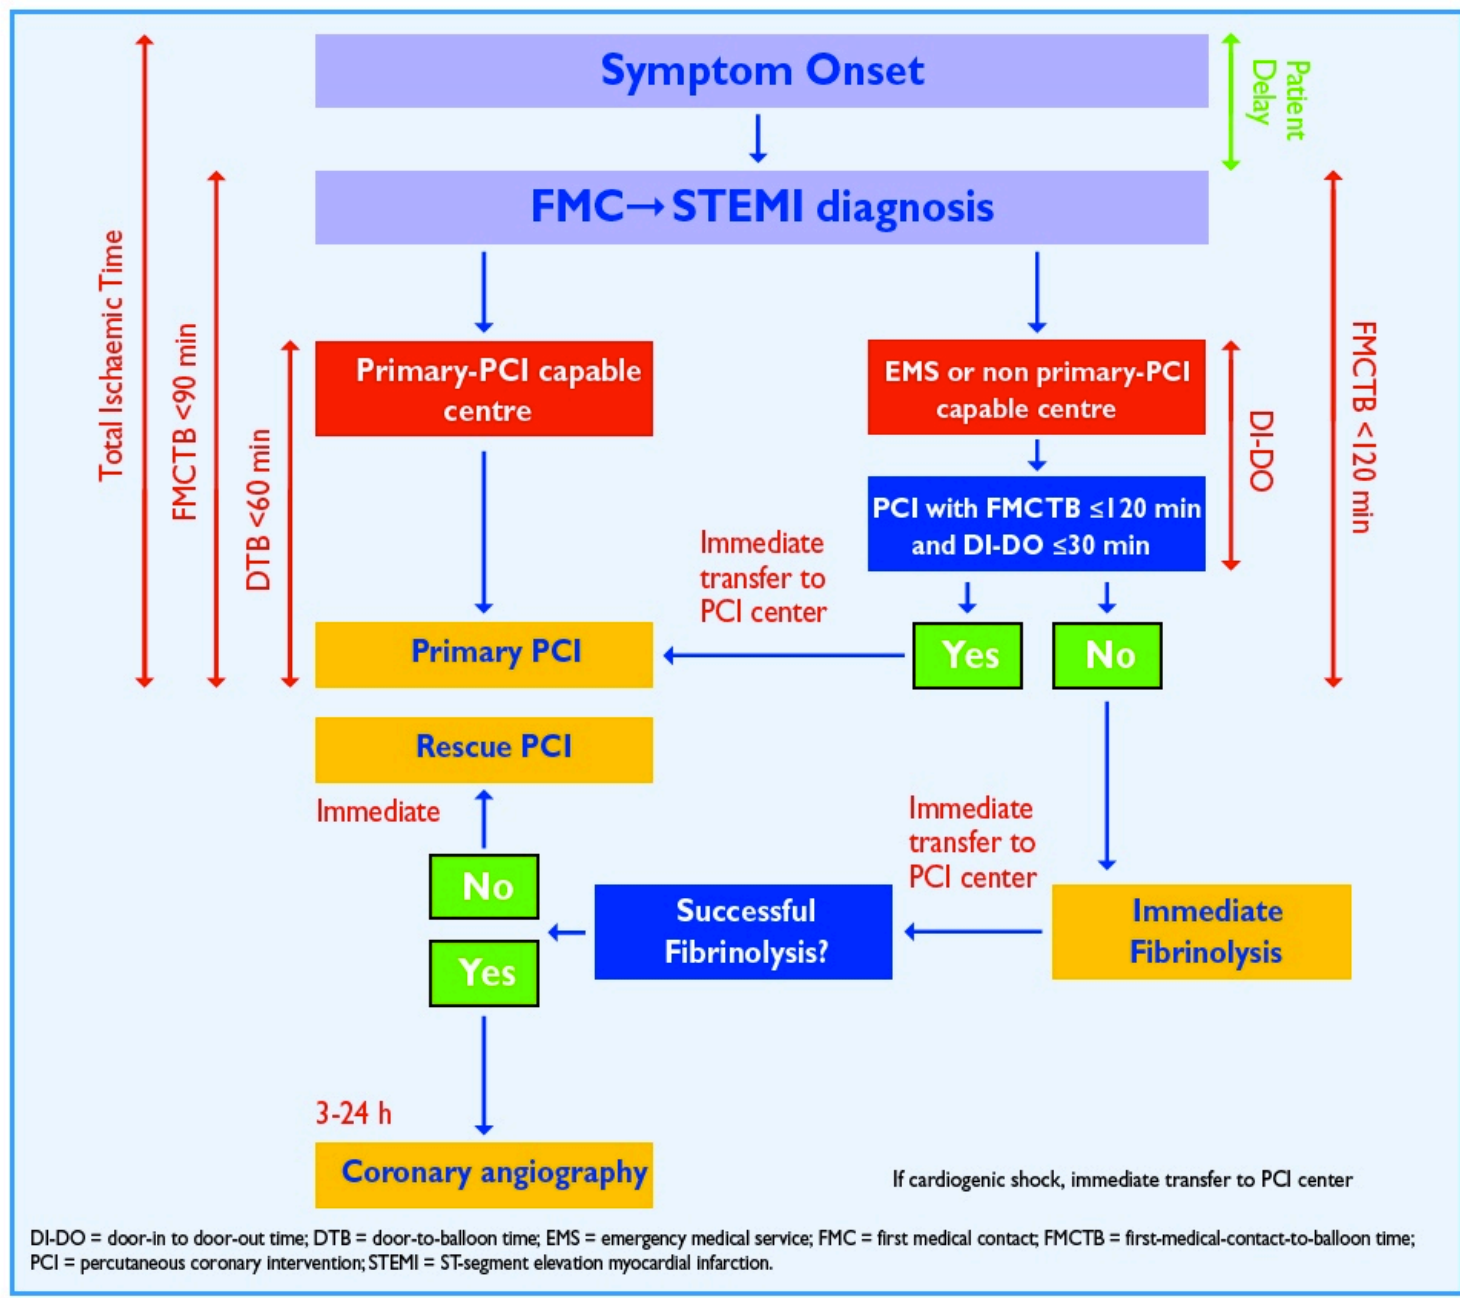 Symptom Onset
Patient
Delay
FMC→STEMI diagnosis
Total Ischaemic Time
FMCTB <90 min
DTB <60 min
Primary-PCI capable
centre
EMS or non primary-PCI
capable centre
DI-DO
FMCTB <120 min
PCI with FMCTB ≤120 min
and DI-DO ≤30 min
Immediate
transfer to
PCI center
Primary PCI
Yes
No
Rescue PCI
Immediate
No
Yes
Successful
Fibrinolysis?
Immediate
transfer to
PCI center
Immediate
Fibrinolysis
3-24 h
Coronary angiography
If cardiogenic shock, immediate transfer to PCI center
DI-DO = door-in to door-out time; DTB = door-to-balloon time; EMS = emergency medical service; FMC = first medical contact; FMCTB = first-medical-contact-to-balloon time;
PCI = percutaneous coronary intervention; STEMI = ST-segment elevation myocardial infarction.